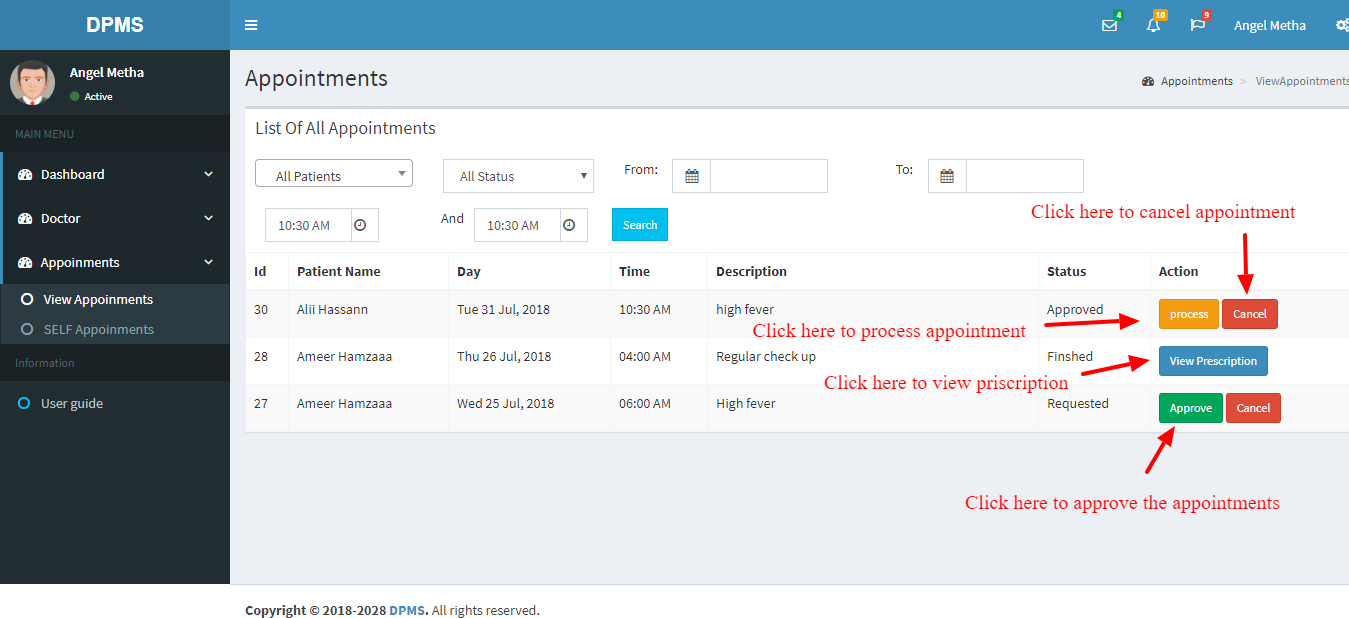 DPMS
4
10
9
Angel Metha
Angel Metha
Active
Appointments
Appointments > ViewAppointments
MAIN MENU
Dashboard
Doctor
Appoinments
View Appoinments
SELF Appoinments
Information
User guide
List Of All Appointments
All Patients
All Status
From:
To:
10:30 AM
And
10:30 AM
Search
Click here to cancel appointment
Id Patient Name Day Time Description Status Action
30 Alii Hassann Tue 31 Jul, 2018 10:30 AM high fever Approved process Cancel
Click here to process appointment
28 Ameer Hamzaaa Thu 26 Jul, 2018 04:00 AM Regular check up Finshed View Prescription
Click here to view priscription
27 Ameer Hamzaaa Wed 25 Jul, 2018 06:00 AM High fever Requested Approve Cancel
Click here to approve the appointments
Copyright © 2018-2028 DPMS. All rights reserved.